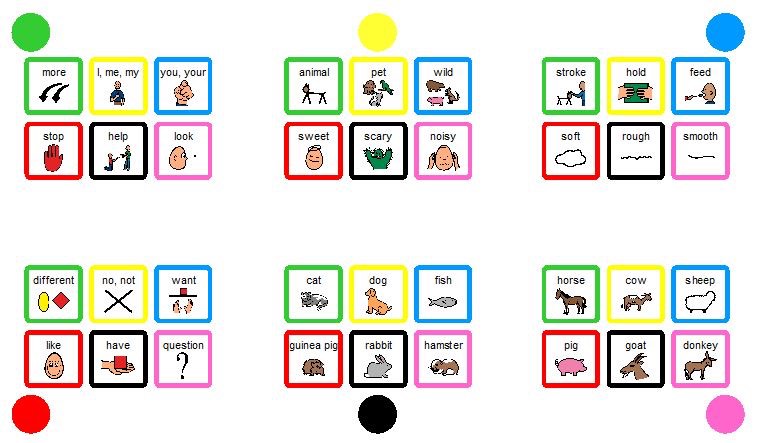 more
I, me, my
you, your
stop
help
look
animal
pet
wild
sweet
scary
noisy
stroke
hold
feed
soft
rough
smooth
different
no, not
want
like
have
question
cat
dog
fish
guinea pig
rabbit
hamster
horse
cow
sheep
pig
goat
donkey